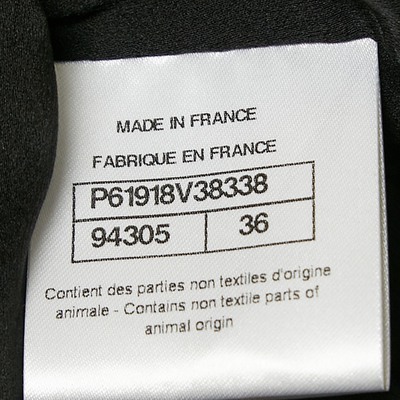 MADE IN FRANCE
FABRIQUE EN FRANCE
P61918V38338
94305 36
Contient des parties non textiles d'origine
animale - Contains non textile parts of
animal origin